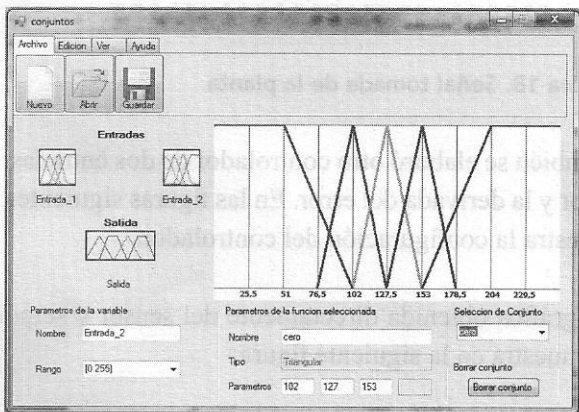 conjuntos
Archivo Edicion Ver Ayuda
Nuevo Abrir Guardar
Entradas
Entrada_1 Entrada_2
Salida
Salida
25,5 51 76,5 102 127,5 153 178,5 204 229,5
Parametros de la variable
Nombre Entrada_2
Rango [0 255]
Parametros de la funcion seleccionada
Nombre cero
Tipo Triangular
Parametros 102 127 153
Seleccion de Conjunto
cero
Borrar conjunto
Borrar conjunto